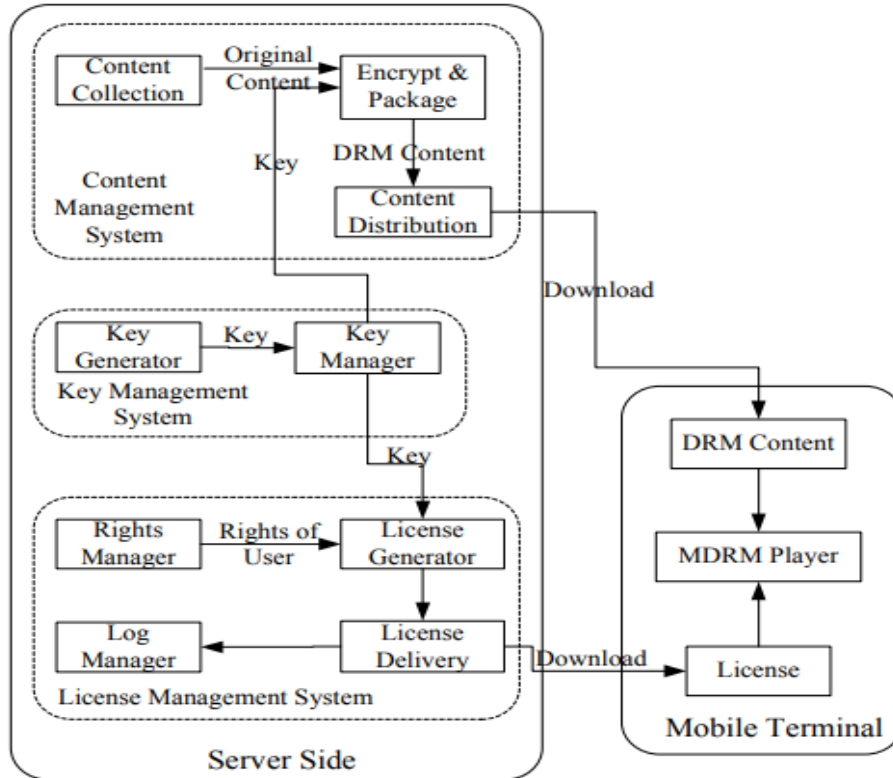 Content
Collection
Original
Content
Encrypt &
Package
Key
DRM Content
Content
Management
System
Content
Distribution
Download
Key
Generator
Key
Key
Manager
Key Management
System
Key
Rights
Manager
Rights of
User
License
Generator
Log
Manager
License
Delivery
License Management System
Server Side
Download
DRM Content
MDRM Player
License
Mobile Terminal